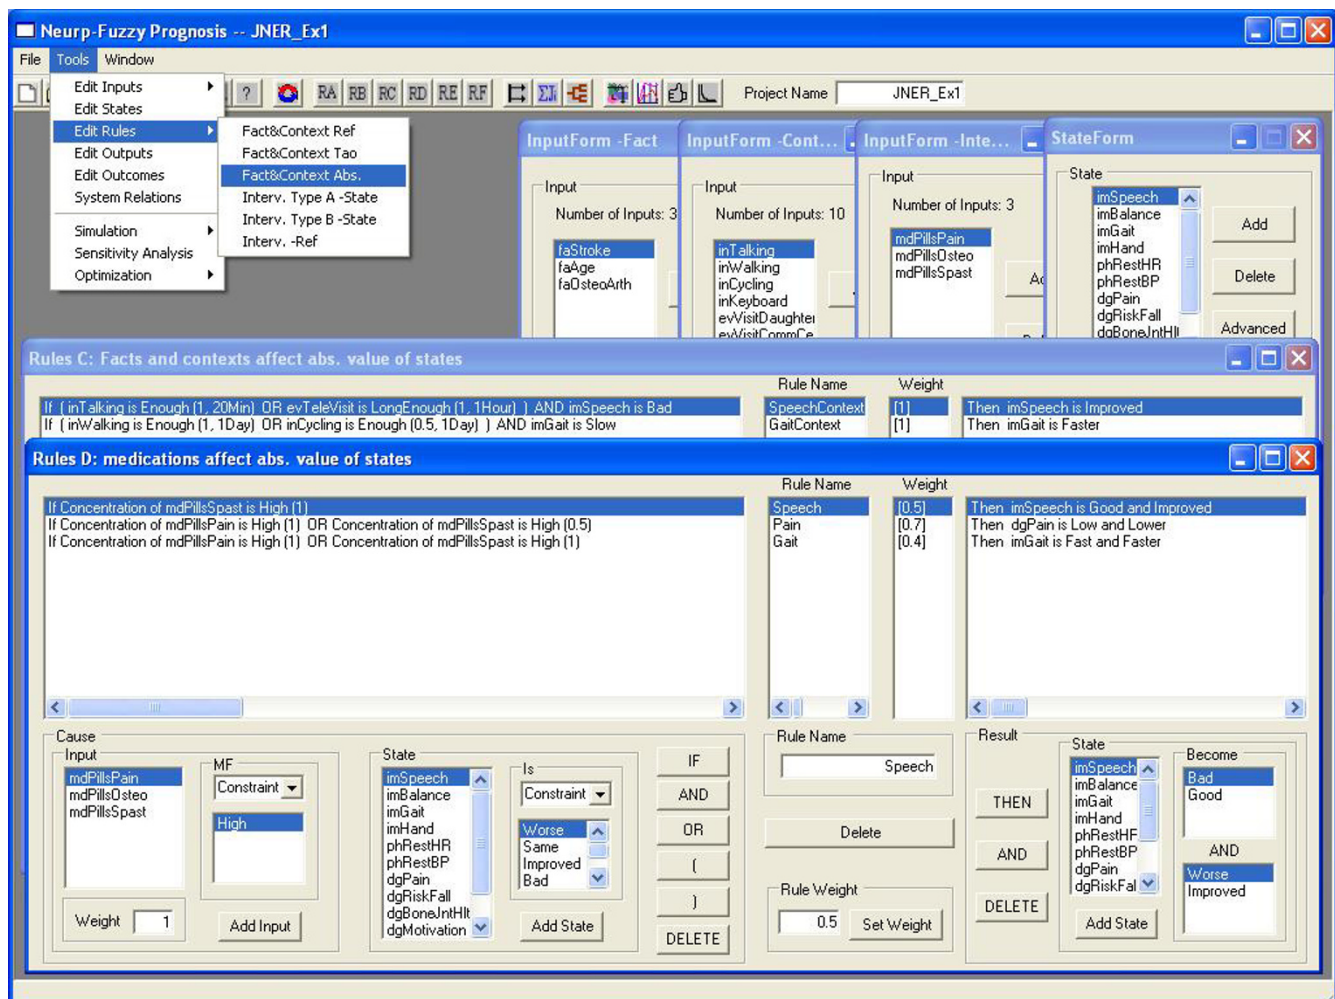 Neurp-Fuzzy Prognosis -- JNER_Ex1
File Tools Window
? RA RB RC RD RE RF Project Name JNER_Ex1
Edit Inputs
Edit States
Edit Rules
Edit Outputs
Edit Outcomes
System Relations
Simulation
Sensitivity Analysis
Optimization
Fact&Context Ref
Fact&Context Tao
Fact&Context Abs.
Interv. Type A -State
Interv. Type B -State
Interv. -Ref
InputForm -Fact
Input
Number of Inputs: 3
faStroke
faAge
faOsteoArth
InputForm -Cont...
Input
Number of Inputs: 10
inTalking
inWalking
inCycling
inKeyboard
evVisitDaughter
evVisitCommCe
InputForm -Inte...
Input
Number of Inputs: 3
mdPillsPain
mdPillsOsteo
mdPillsSpast
StateForm
State
imSpeech
imBalance
imGait
imHand
phRestHR
phRestBP
dgPain
dgRiskFall
dgBoneJntHl
Add
Delete
Advanced
Rules C: Facts and contexts affect abs. value of states
Rule Name Weight
If ( inTalking is Enough (1, 20Min) OR evTeleVisit is LongEnough (1, 1Hour) ) AND imSpeech is Bad SpeechContext [1] Then imSpeech is Improved
If ( inWalking is Enough (1, 1Day) OR inCycling is Enough (0.5, 1Day) ) AND imGait is Slow GaitContext [1] Then imGait is Faster
Rules D: medications affect abs. value of states
Rule Name Weight
If Concentration of mdPillsSpast is High (1) Speech [0.5] Then imSpeech is Good and Improved
If Concentration of mdPillsPain is High (1) OR Concentration of mdPillsSpast is High (0.5) Pain [0.7] Then dgPain is Low and Lower
If Concentration of mdPillsPain is High (1) OR Concentration of mdPillsSpast is High (1) Gait [0.4] Then imGait is Fast and Faster
Cause
Input
mdPillsPain
mdPillsOsteo
mdPillsSpast
MF
Constraint
High
Weight 1
Add Input
State
imSpeech
imBalance
imGait
imHand
phRestHR
phRestBP
dgPain
dgRiskFall
dgBoneJntHlt
dgMotivation
Is
Constraint
Worse
Same
Improved
Bad
Add State
IF
AND
OR
(
)
DELETE
Rule Name
Speech
Delete
Rule Weight
0.5 Set Weight
Result
THEN
AND
DELETE
State
imSpeech
imBalance
imGait
imHand
phRestHF
phRestBP
dgPain
dgRiskFal
Add State
Become
Bad
Good
AND
Worse
Improved